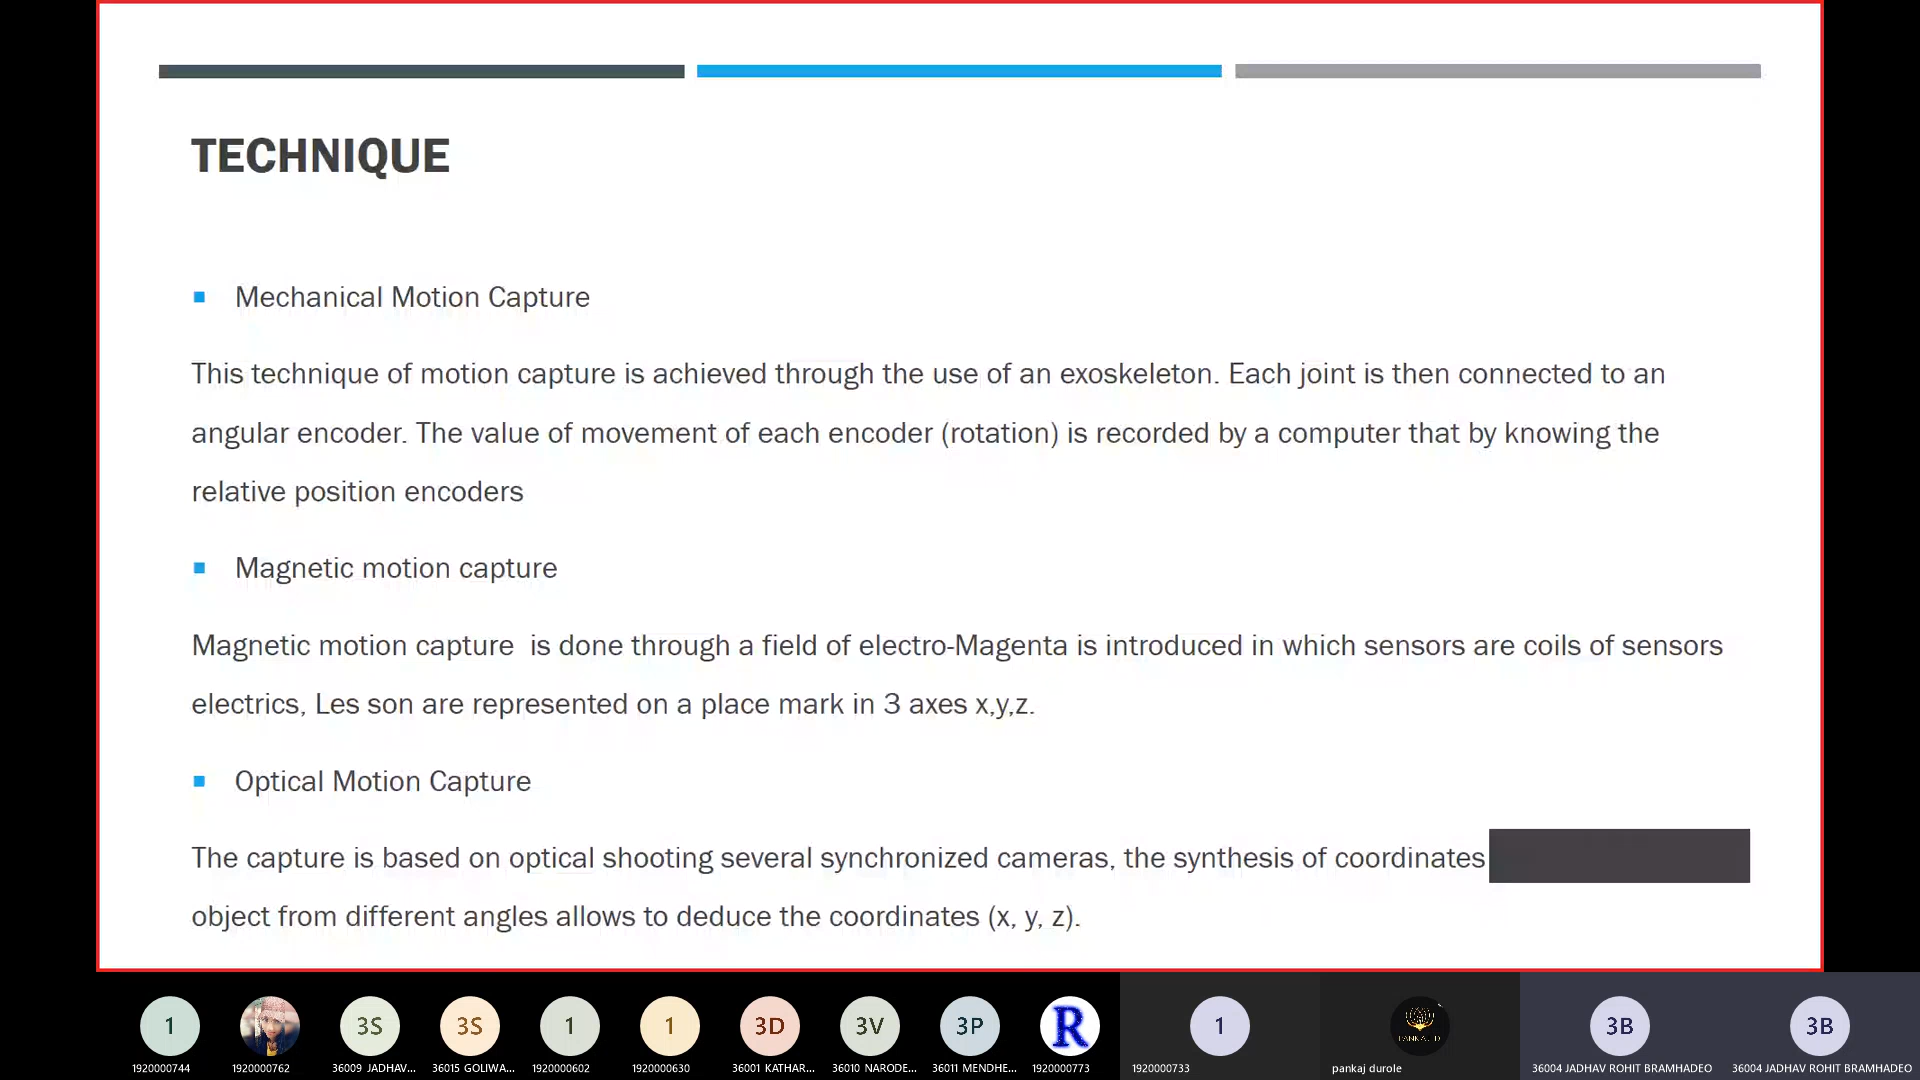 TECHNIQUE
Mechanical Motion Capture
This technique of motion capture is achieved through the use of an exoskeleton. Each joint is then connected to an
angular encoder. The value of movement of each encoder (rotation) is recorded by a computer that by knowing the
relative position encoders
Magnetic motion capture
Magnetic motion capture  is done through a field of electro-Magenta is introduced in which sensors are coils of sensors
electrics, Les son are represented on a place mark in 3 axes x,y,z.
Optical Motion Capture
The capture is based on optical shooting several synchronized cameras, the synthesis of coordinates
object from different angles allows to deduce the coordinates (x, y, z).
1 3S 3S 1 1 3D 3V 3P R 1 PANKAJ D 3B 3B
1920000744 1920000762 36009 JADHAV... 36015 GOLIWA... 1920000602 1920000630 36001 KATHAR... 36010 NARODE... 36011 MENDHE... 1920000773 1920000733 pankaj durole 36004 JADHAV ROHIT BRAMHADEO 36004 JADHAV ROHIT BRAMHADEO